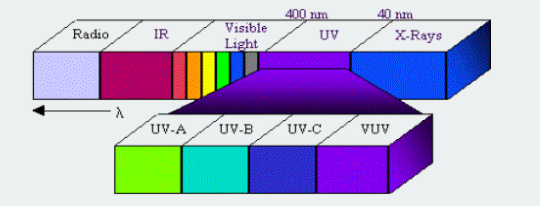 400 nm 40 nm
Radio IR Visible Light UV X-Rays
λ
UV-A UV-B UV-C VUV